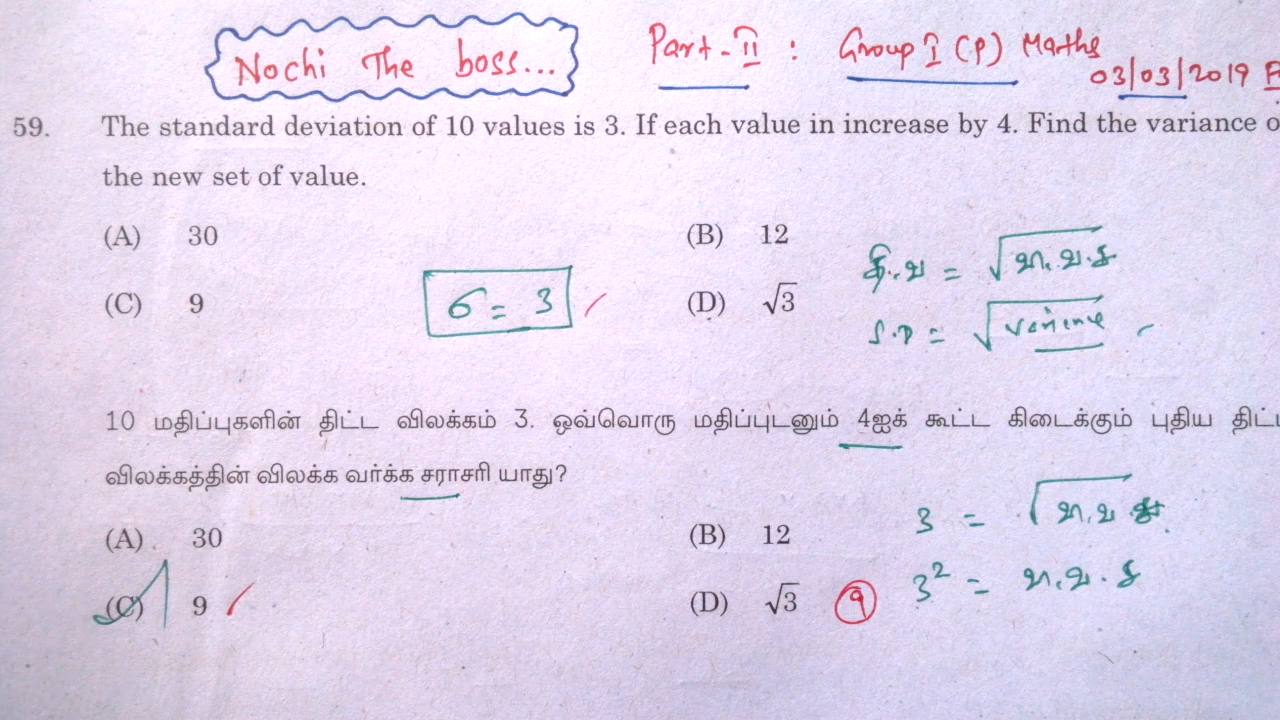 Nochi The boss...
Part-II : Group I (P) Maths
03/03/2019
59. The standard deviation of 10 values is 3. If each value in increase by 4. Find the variance o
the new set of value.
(A) 30 (B) 12
(C) 9 (D) √3
σ = 3
தி.வி = √வி.வ.ச
S.D = √variance
10 மதிப்புகளின் திட்ட விலக்கம் 3. ஒவ்வொரு மதிப்புடனும் 4ஐக் கூட்ட கிடைக்கும் புதிய திட்ட
விலக்கத்தின் விலக்க வர்க்க சராசரி யாது?
(A) 30 (B) 12
(C) 9 (D) √3
9
3 = √வி.வ.ச
3² = வி.வ.ச